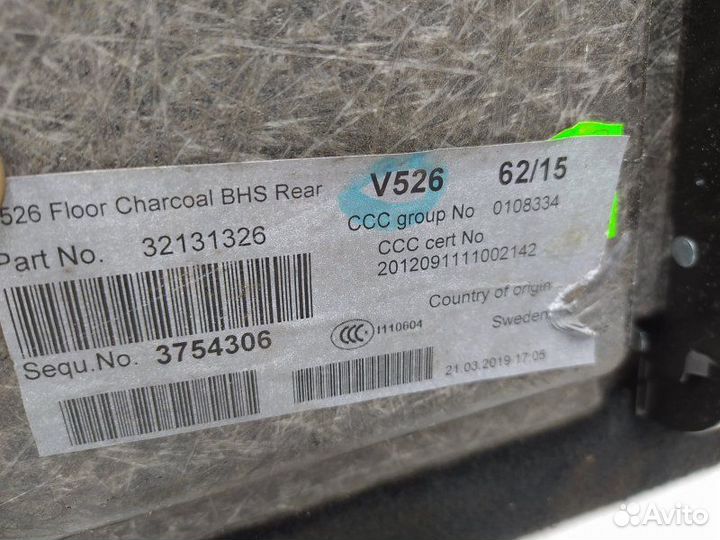 526 Floor Charcoal BHS Rear
V526 62/15
Part No. 32131326
CCC group No 0108334
CCC cert No
2012091111002142
Country of origin
Sweden
Sequ.No. 3754306
CCC I110604
21.03.2019 17:05
Avito